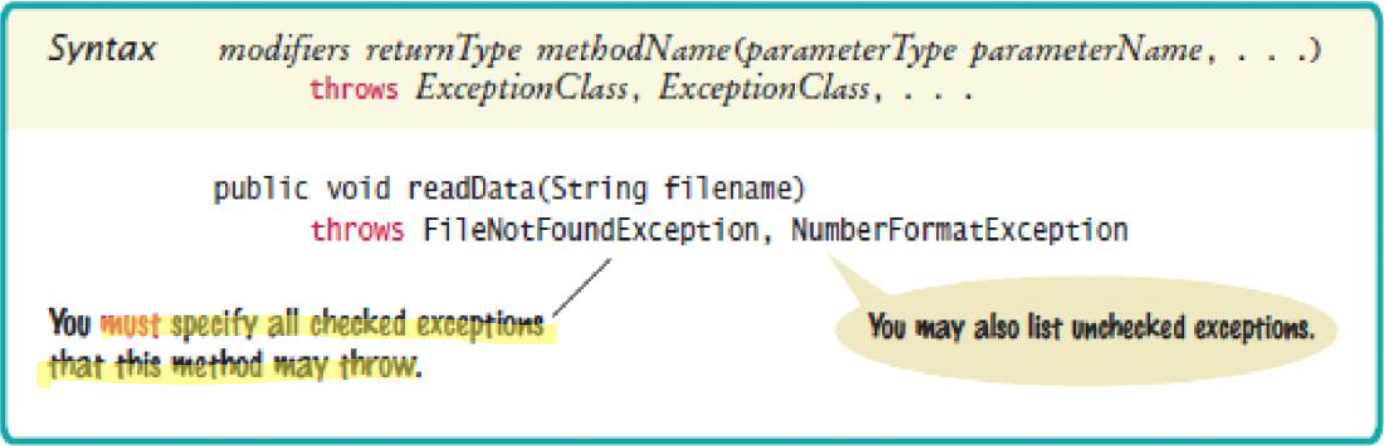 Syntax modifiers returnType methodName(parameterType parameterName, . . .)
throws ExceptionClass, ExceptionClass, . . .
public void readData(String filename)
throws FileNotFoundException, NumberFormatException
You must specify all checked exceptions
that this method may throw.
You may also list unchecked exceptions.